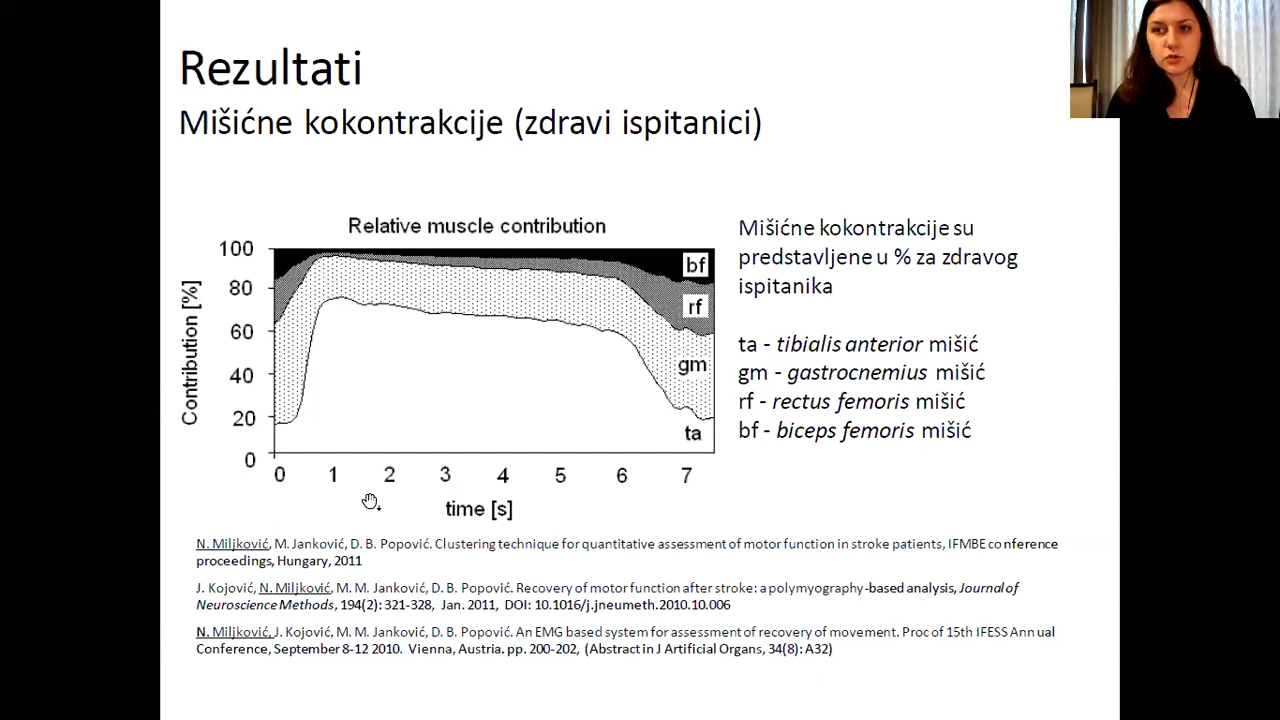 Rezultati
Mišićne kokontrakcije (zdravi ispitanici)
Relative muscle contribution
Contribution [%]
100
80
60
40
20
0
bf
rf
gm
ta
0 1 2 3 4 5 6 7
time [s]
Mišićne kokontrakcije su
predstavljene u % za zdravog
ispitanika
ta - tibialis anterior mišić
gm - gastrocnemius mišić
rf - rectus femoris mišić
bf - biceps femoris mišić
N. Miljković, M. Janković, D. B. Popović. Clustering technique for quantitative assessment of motor function in stroke patients, IFMBE conference
proceedings, Hungary, 2011
J. Kojović, N. Miljković, M. M. Janković, D. B. Popović. Recovery of motor function after stroke: a polymyography-based analysis, Journal of
Neuroscience Methods, 194(2): 321-328, Jan. 2011, DOI: 10.1016/j.jneumeth.2010.10.006
N. Miljković, J. Kojović, M. M. Janković, D. B. Popović. An EMG based system for assessment of recovery of movement. Proc of 15th IFESS Annual
Conference, September 8-12 2010. Vienna, Austria. pp. 200-202, (Abstract in J Artificial Organs, 34(8): A32)